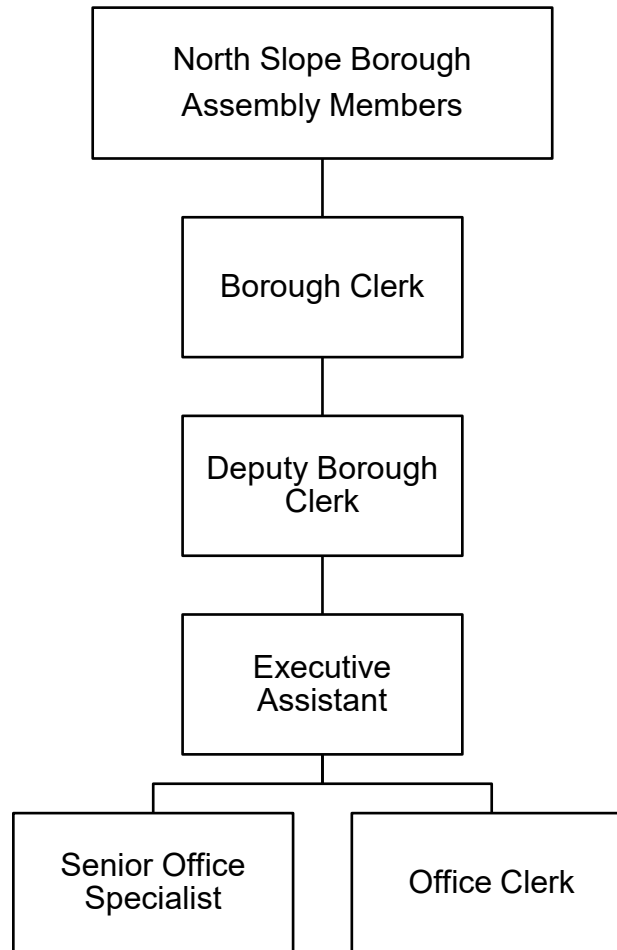 North Slope Borough
Assembly Members
Borough Clerk
Deputy Borough
Clerk
Executive
Assistant
Senior Office
Specialist
Office Clerk